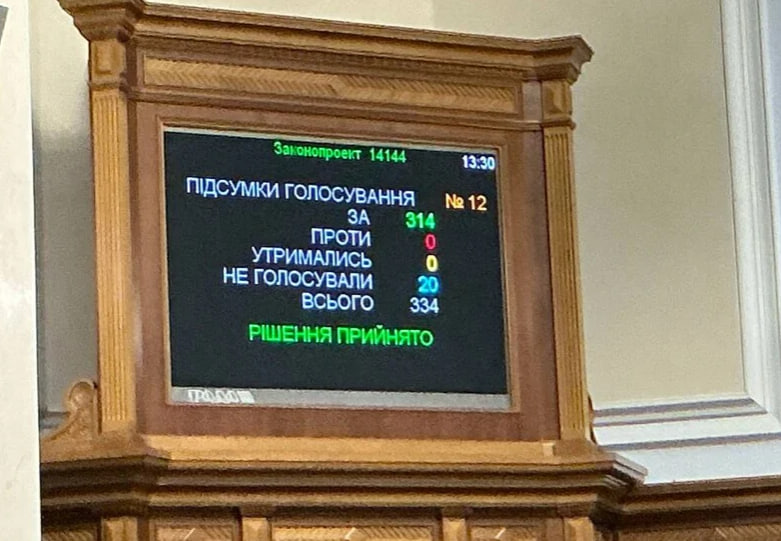 Законопроект 14144 13:30
ПІДСУМКИ ГОЛОСУВАННЯ № 12
ЗА 314
ПРОТИ 0
УТРИМАЛИСЬ 0
НЕ ГОЛОСУВАЛИ 20
ВСЬОГО 334
РІШЕННЯ ПРИЙНЯТО